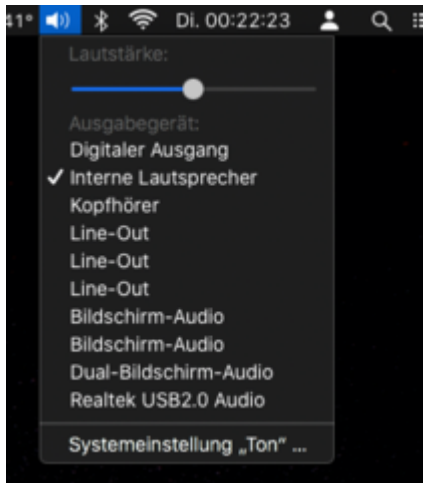 41° Di. 00:22:23
Lautstärke:
Ausgabegerät:
Digitaler Ausgang
✓ Interne Lautsprecher
Kopfhörer
Line-Out
Line-Out
Line-Out
Bildschirm-Audio
Bildschirm-Audio
Dual-Bildschirm-Audio
Realtek USB2.0 Audio
Systemeinstellung „Ton“ ...